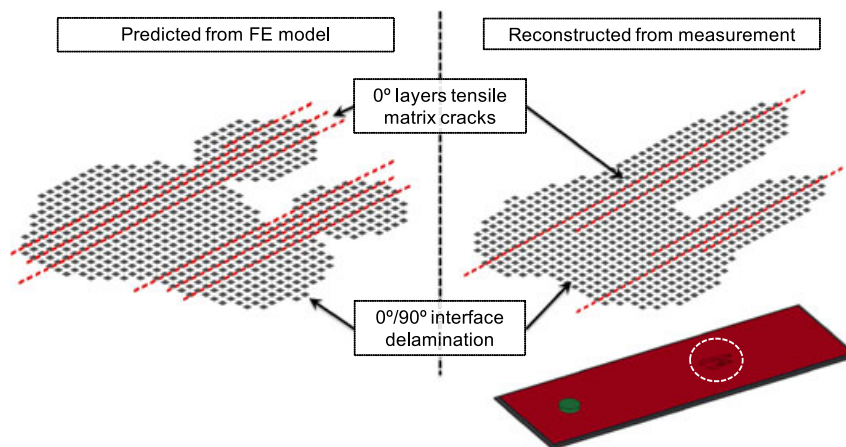 Predicted from FE model
Reconstructed from measurement
0º layers tensile
matrix cracks
0º/90º interface
delamination